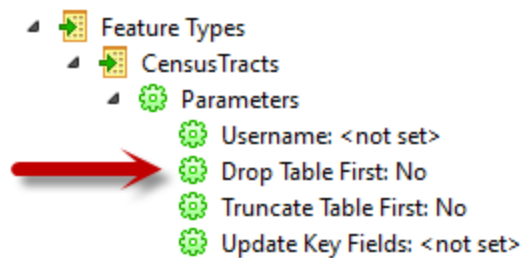 Feature Types
CensusTracts
Parameters
Username: <not set>
Drop Table First: No
Truncate Table First: No
Update Key Fields: <not set>